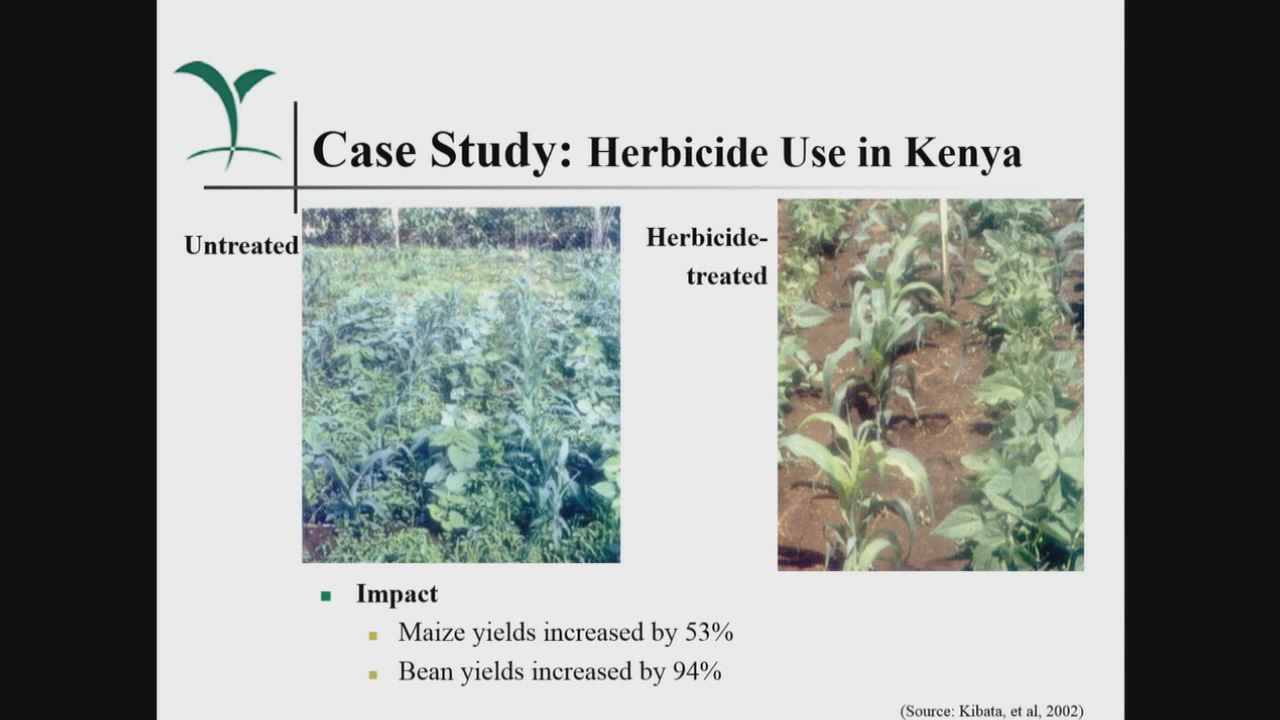 Case Study: Herbicide Use in Kenya
Untreated
Herbicide-
treated
Impact
Maize yields increased by 53%
Bean yields increased by 94%
(Source: Kibata, et al, 2002)